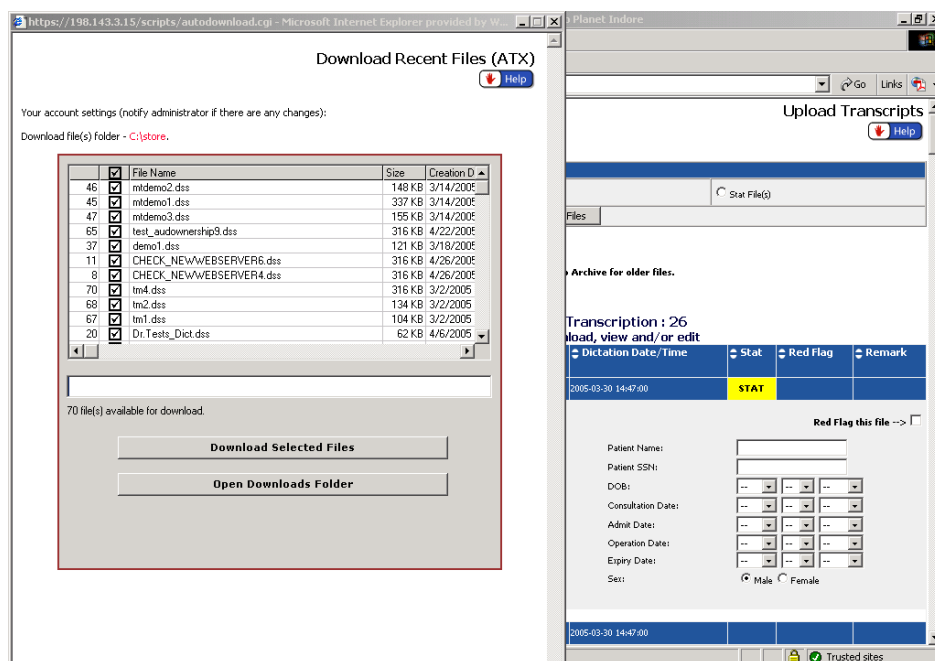 https://198.143.3.15/scripts/autodownload.cgi - Microsoft Internet Explorer provided by W...
Download Recent Files (ATX)
Help
Your account settings (notify administrator if there are any changes):
Download file(s) folder - C:\store.
File Name Size Creation D
46 mtdemo2.dss 148 KB 3/14/2005
45 mtdemo1.dss 337 KB 3/14/2005
47 mtdemo3.dss 155 KB 3/14/2005
65 test_audownership9.dss 316 KB 4/22/2005
37 demo1.dss 121 KB 3/18/2005
11 CHECK_NEWWEBSERVER6.dss 316 KB 4/26/2005
8 CHECK_NEWWEBSERVER4.dss 316 KB 4/26/2005
70 tm4.dss 316 KB 3/2/2005
68 tm2.dss 134 KB 3/2/2005
67 tm1.dss 104 KB 3/2/2005
20 Dr.Tests_Dict.dss 62 KB 4/6/2005
70 file(s) available for download.
Download Selected Files
Open Downloads Folder
Planet Indore
Go Links
Upload Transcripts
Help
Stat File(s)
Files
Archive for older files.
Transcription : 26
load, view and/or edit
Dictation Date/Time Stat Red Flag Remark
2005-03-30 14:47:00 STAT
Red Flag this file -->
Patient Name:
Patient SSN:
DOB: -- -- --
Consultation Date: -- -- --
Admit Date: -- -- --
Operation Date: -- -- --
Expiry Date: -- -- --
Sex: Male Female
2005-03-30 14:47:00
Trusted sites